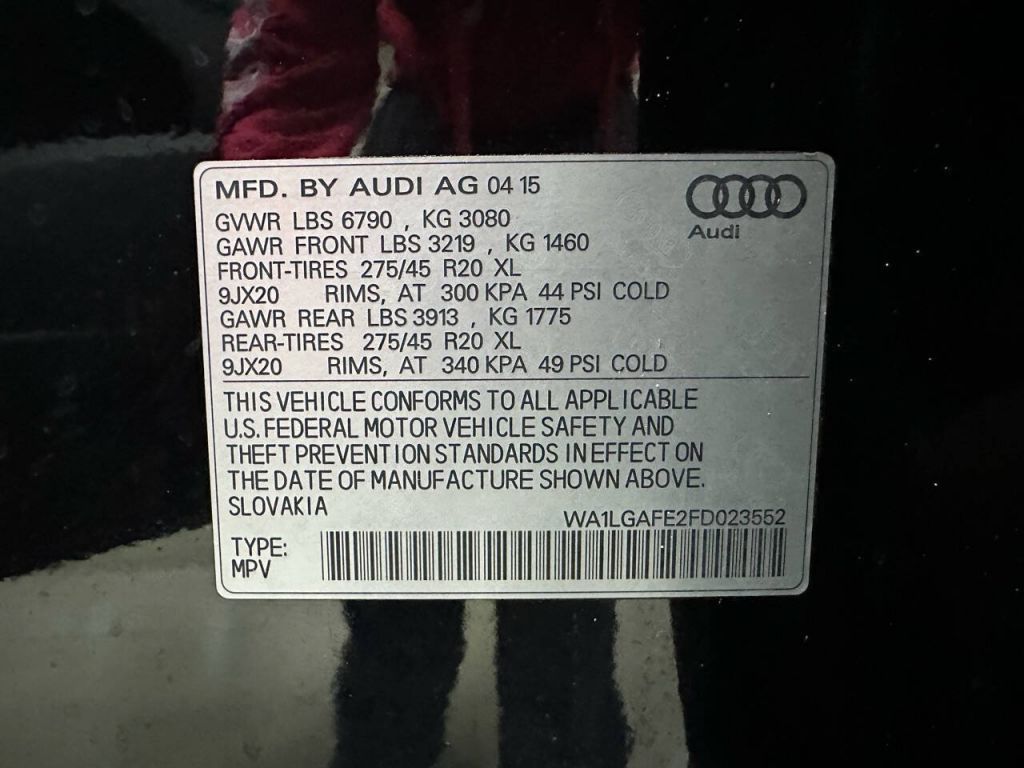 MFD. BY AUDI AG 04 15
Audi
GVWR LBS 6790 , KG 3080
GAWR FRONT LBS 3219 , KG 1460
FRONT-TIRES 275/45 R20 XL
9JX20 RIMS, AT 300 KPA 44 PSI COLD
GAWR REAR LBS 3913 , KG 1775
REAR-TIRES 275/45 R20 XL
9JX20 RIMS, AT 340 KPA 49 PSI COLD
THIS VEHICLE CONFORMS TO ALL APPLICABLE
U.S. FEDERAL MOTOR VEHICLE SAFETY AND
THEFT PREVENTION STANDARDS IN EFFECT ON
THE DATE OF MANUFACTURE SHOWN ABOVE.
SLOVAKIA
WA1LGAFE2FD023552
TYPE:
MPV